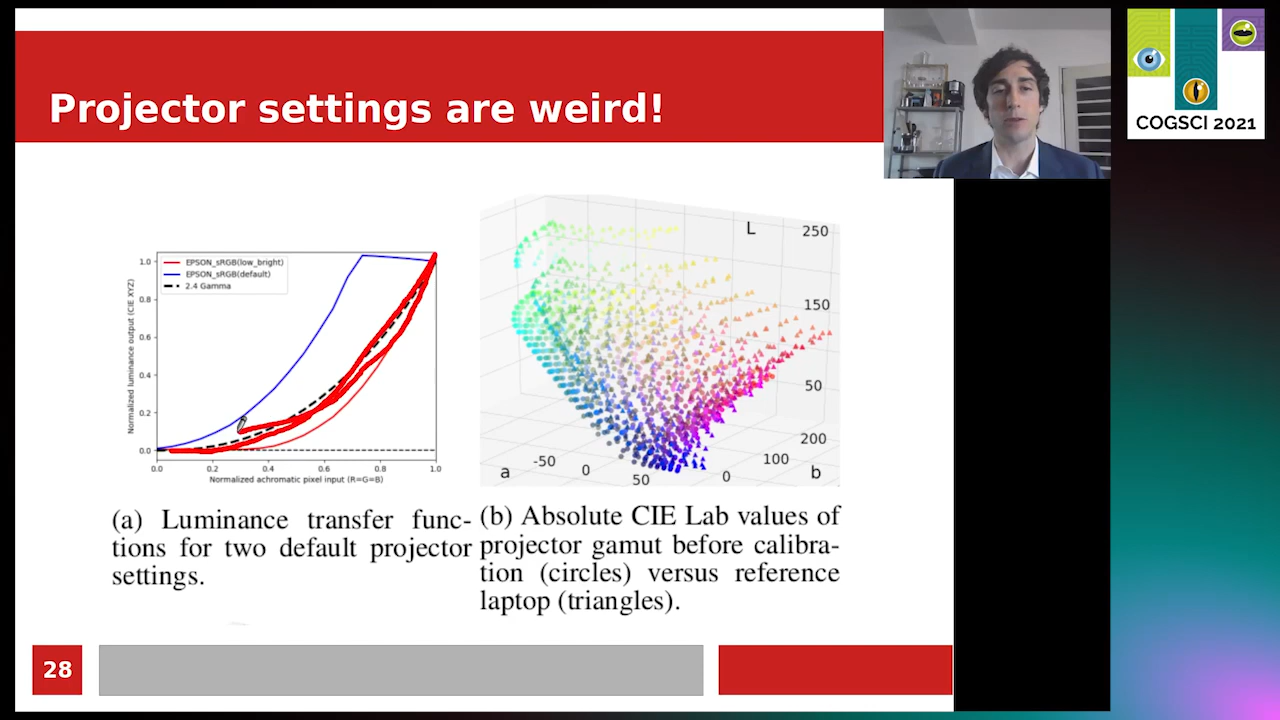 Projector settings are weird!
COGSCI 2021
EPSON_sRGB(low_bright)
EPSON_sRGB(default)
2.4 Gamma
Normalized luminance output (CIE XYZ)
1.0
0.8
0.6
0.4
0.2
0.0
0.0 0.2 0.4 0.6 0.8 1.0
Normalized achromatic pixel input (R=G=B)
L 250
150
50
200
a -50 0 50 0 100 b
(a) Luminance transfer func-
tions for two default projector
settings.
(b) Absolute CIE Lab values of
projector gamut before calibra-
tion (circles) versus reference
laptop (triangles).
28